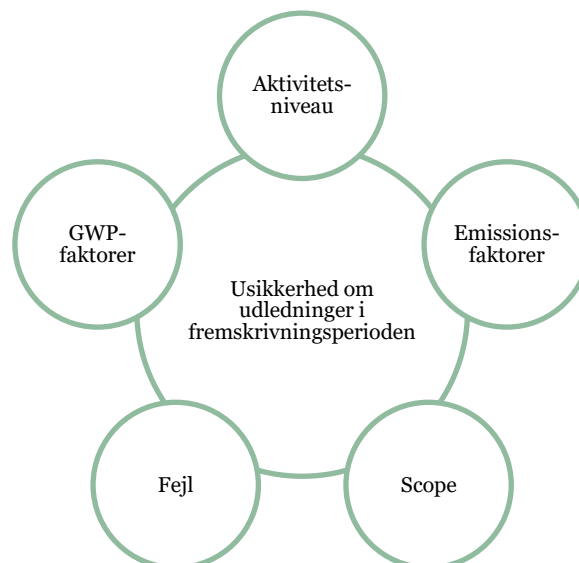 Aktivitets-
niveau
GWP-
faktorer
Emissions-
faktorer
Usikkerhed om
udledninger i
fremskrivningsperioden
Fejl
Scope